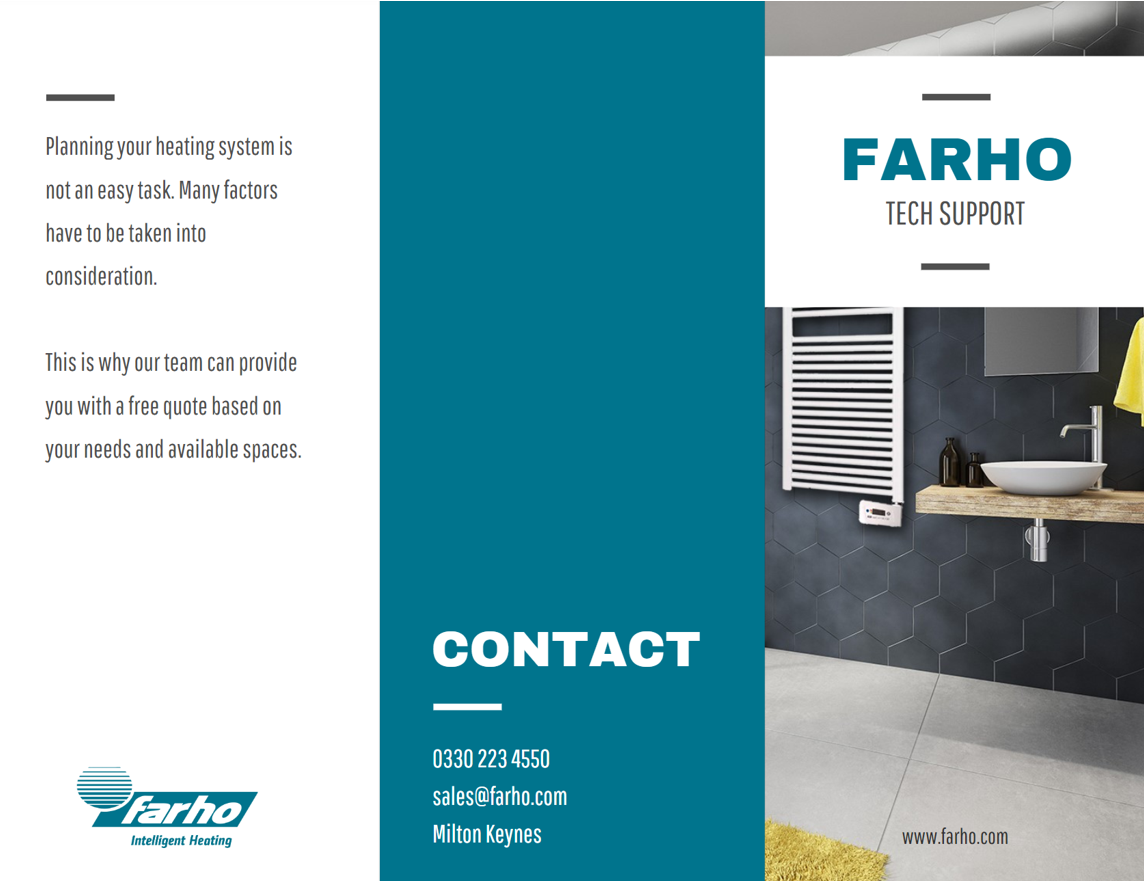 Planning your heating system is
not an easy task. Many factors
have to be taken into
consideration.
This is why our team can provide
you with a free quote based on
your needs and available spaces.
farho
Intelligent Heating
CONTACT
0330 223 4550
sales@farho.com
Milton Keynes
FARHO
TECH SUPPORT
www.farho.com